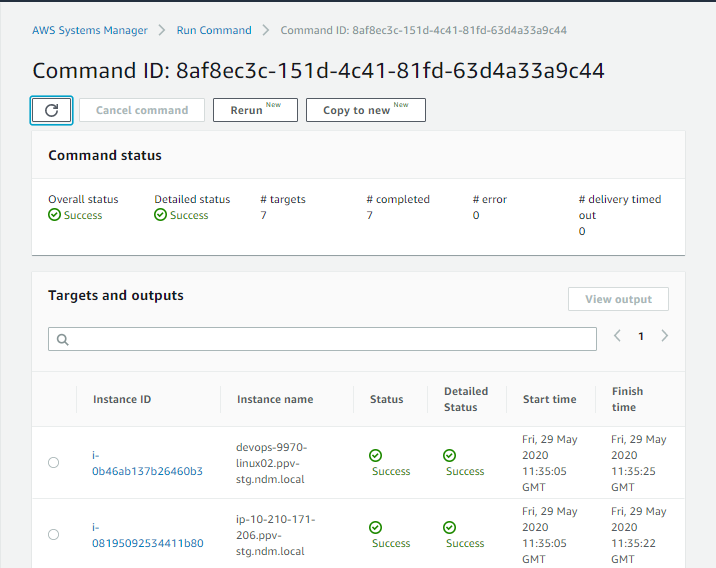 AWS Systems Manager > Run Command > Command ID: 8af8ec3c-151d-4c41-81fd-63d4a33a9c44
Command ID: 8af8ec3c-151d-4c41-81fd-63d4a33a9c44
Cancel command Rerun New Copy to new New
Command status
Overall status Detailed status # targets # completed # error # delivery timed
out
Success Success 7 7 0
0
Targets and outputs
View output
1
Instance ID Instance name Status Detailed
Status Start time Finish
time
i-
0b46ab137b26460b3
devops-9970-
linux02.ppv-
stg.ndm.local
Success
Success
Fri, 29 May
2020
11:35:05
GMT
Fri, 29 May
2020
11:35:25
GMT
i-
08195092534411b80
ip-10-210-171-
206.ppv-
stg.ndm.local
Success
Success
Fri, 29 May
2020
11:35:05
GMT
Fri, 29 May
2020
11:35:22
GMT